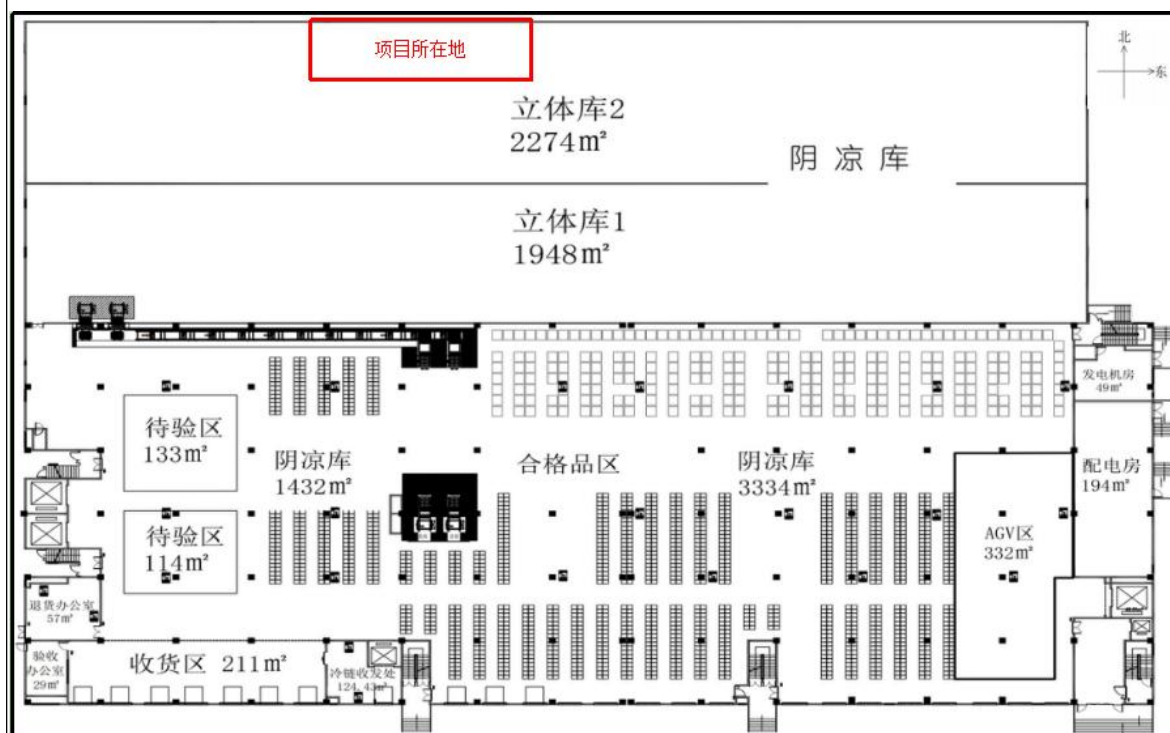 项目所在地
北
东
立体库2
2274m²
阴凉库
立体库1
1948m²
发电机房
49m²
待验区
133m²
阴凉库
1432m²
合格品区
阴凉库
3334m²
配电房
194m²
待验区
114m²
AGV区
332m²
退货办公室
57m²
验收
办公室
29m²
收货区 211m²
冷链收发处
124.43m²